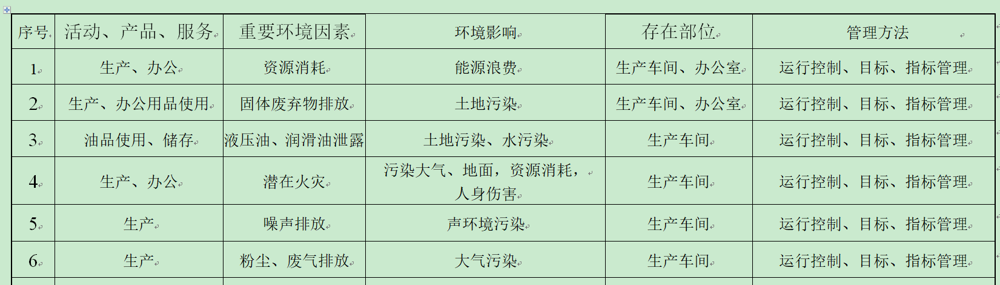 序号 活动、产品、服务 重要环境因素 环境影响 存在部位 管理方法
1 生产、办公 资源消耗 能源浪费 生产车间、办公室 运行控制、目标、指标管理
2 生产、办公用品使用 固体废弃物排放 土地污染 生产车间、办公室 运行控制、目标、指标管理
3 油品使用、储存 液压油、润滑油泄露 土地污染、水污染 生产车间 运行控制、目标、指标管理
4 生产、办公 潜在火灾 污染大气、地面，资源消耗， 生产车间 运行控制、目标、指标管理
人身伤害
5 生产 噪声排放 声环境污染 生产车间 运行控制、目标、指标管理
6 生产 粉尘、废气排放 大气污染 生产车间 运行控制、目标、指标管理